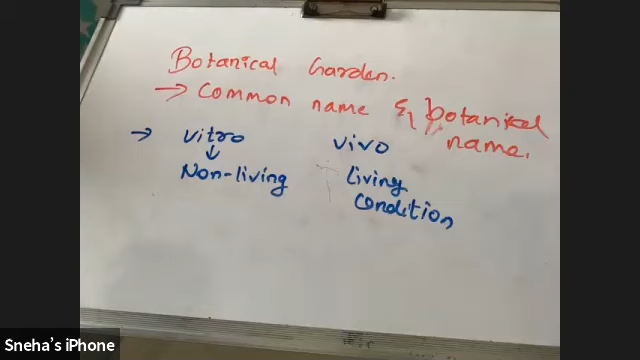 Botanical Garden.
→ Common name & botanical
name.
→ vitro vivo
↓
Non-living living
condition
Sneha's iPhone